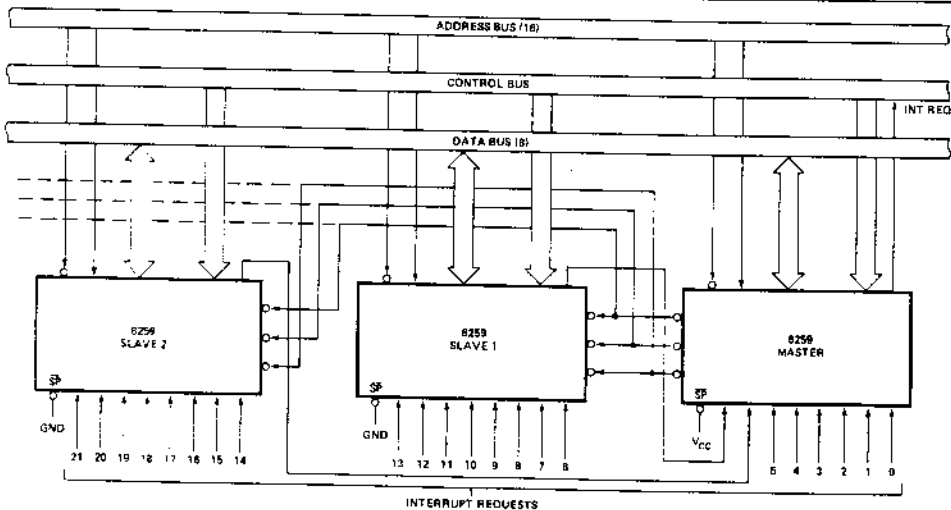 ADDRESS BUS (16)
CONTROL BUS
INT REQ
DATA BUS (8)
8259
SLAVE 2
8259
SLAVE 1
8259
MASTER
SP
SP
SP
GND
21 20 19 18 17 16 15 14
GND
13 12 11 10 9 8 7 6
VCC
5 4 3 2 1 0
INTERRUPT REQUESTS